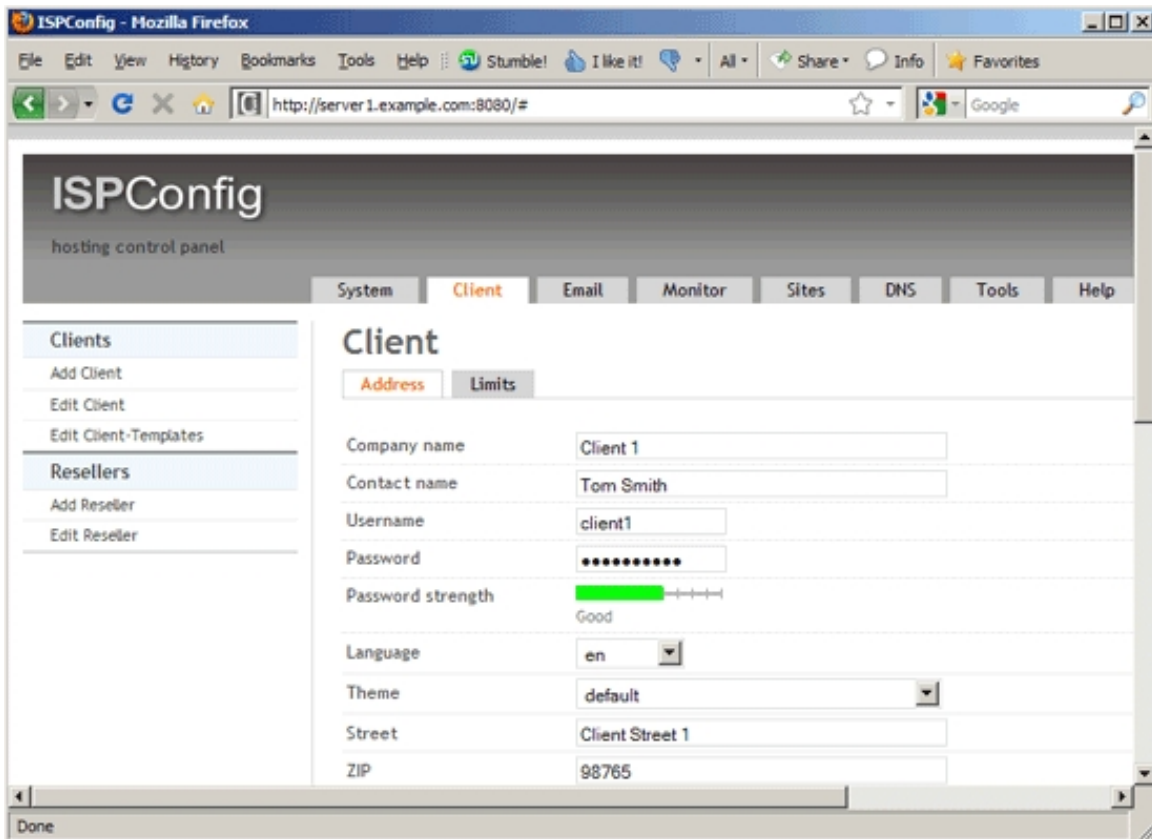 ISPConfig - Mozilla Firefox
File Edit View History Bookmarks Tools Help Stumble! I like it! All Share Info Favorites
http://server1.example.com:8080/# Google
ISPConfig
hosting control panel
System Client Email Monitor Sites DNS Tools Help
Clients
Add Client
Edit Client
Edit Client-Templates
Resellers
Add Reseller
Edit Reseller
Client
Address Limits
Company name Client 1
Contact name Tom Smith
Username client1
Password ••••••••••
Password strength
Good
Language en
Theme default
Street Client Street 1
ZIP 98765
Done